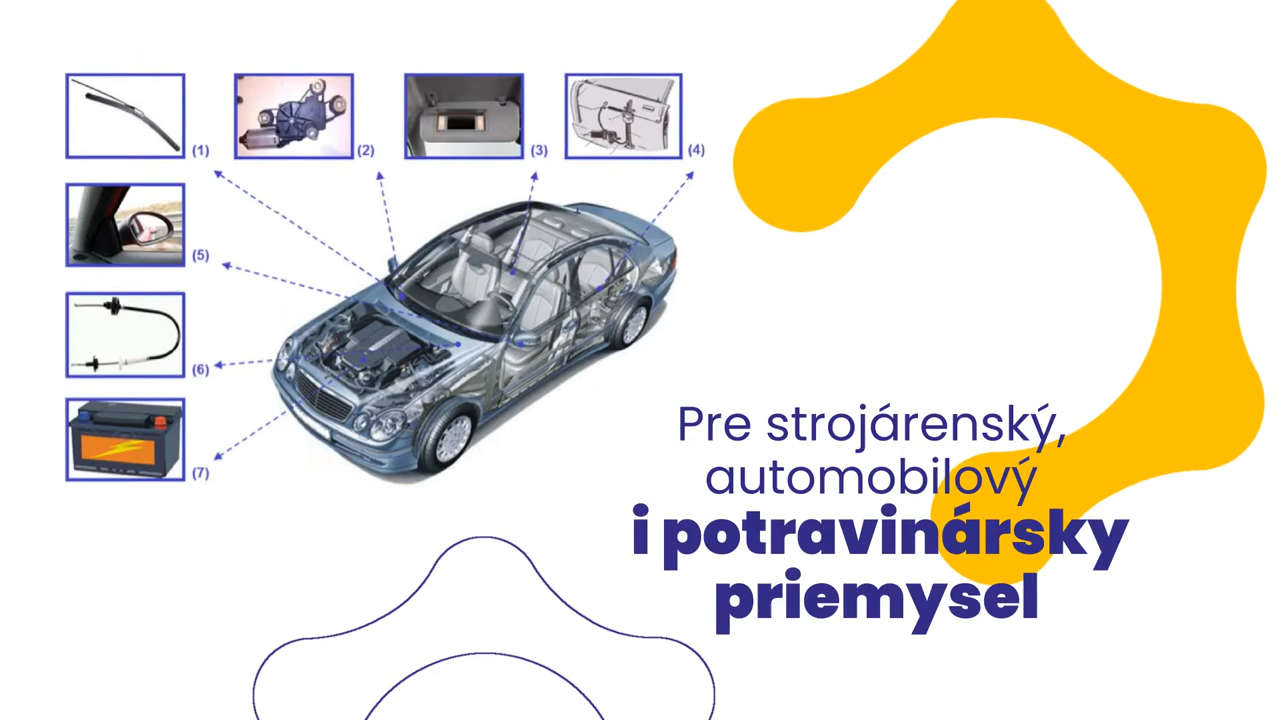 (1)
(2)
(3)
(4)
(5)
(6)
(7)
Pre strojárenský,
automobilový
i potravinársky
priemysel